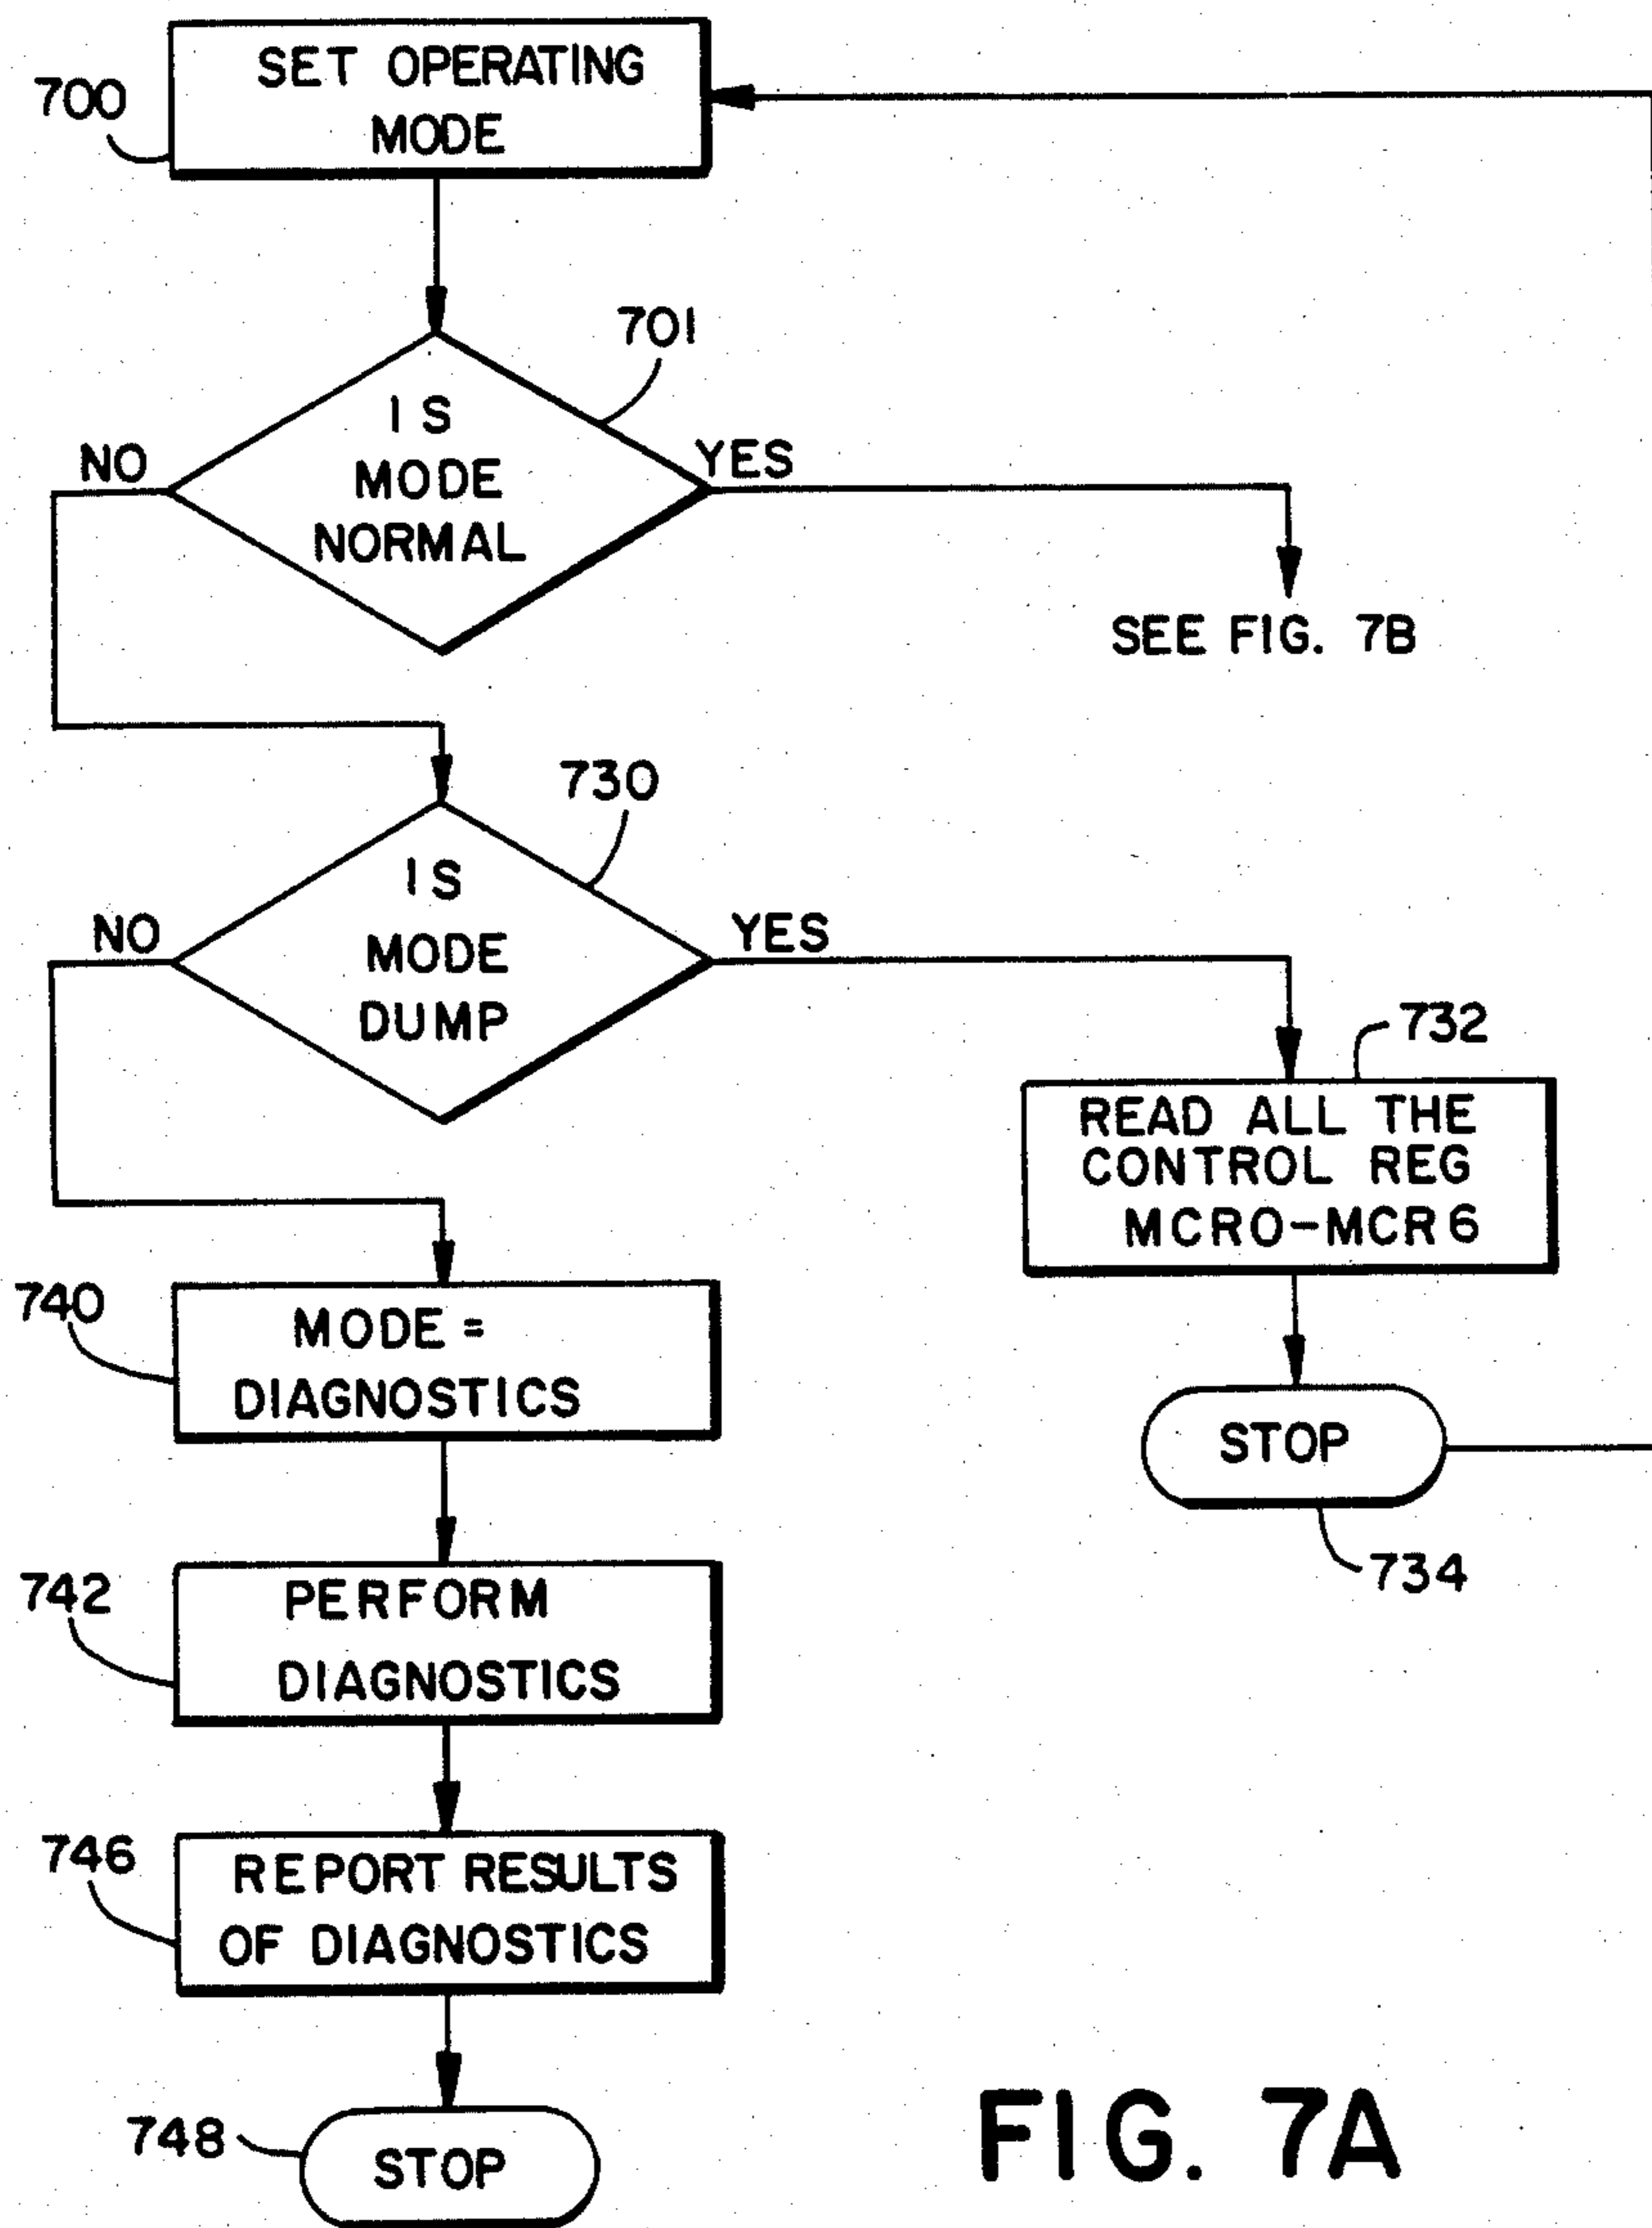 SET OPERATING
MODE
700
701
IS
MODE
NORMAL
NO
YES
SEE FIG. 7B
730
IS
MODE
DUMP
NO
YES
732
READ ALL THE
CONTROL REG
MCRO-MCR6
STOP
734
740
MODE =
DIAGNOSTICS
742
PERFORM
DIAGNOSTICS
746
REPORT RESULTS
OF DIAGNOSTICS
748
STOP
FIG. 7A